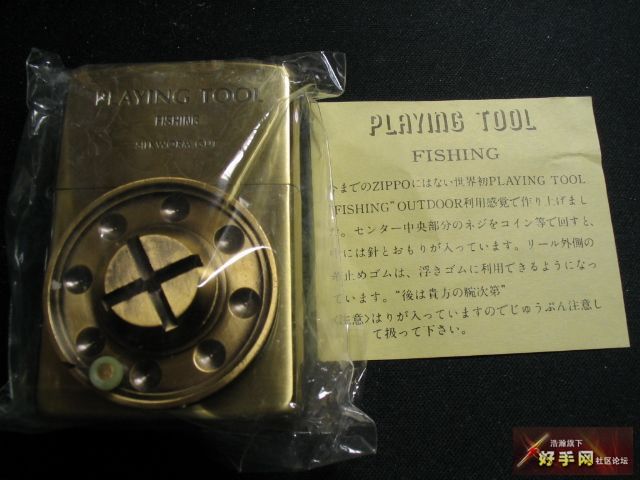 PLAYING TOOL
FISHING
SILKWORM GUT
PLAYING TOOL
FISHING
までのZIPPOにはない世界初PLAYING TOOL
FISHING”OUTDOOR利用感覚で作り上げまし
。センター中央部分のネジをコイン等で回すと、
には針とおもりが入っています。リール外側の
止めゴムは、浮きゴムに利用できるようになっ
ています。“後は貴方の腕次第”
意>はりが入っていますのでじゅうぶん注意し
て扱って下さい。
浩瀚旗下
好手网社区论坛